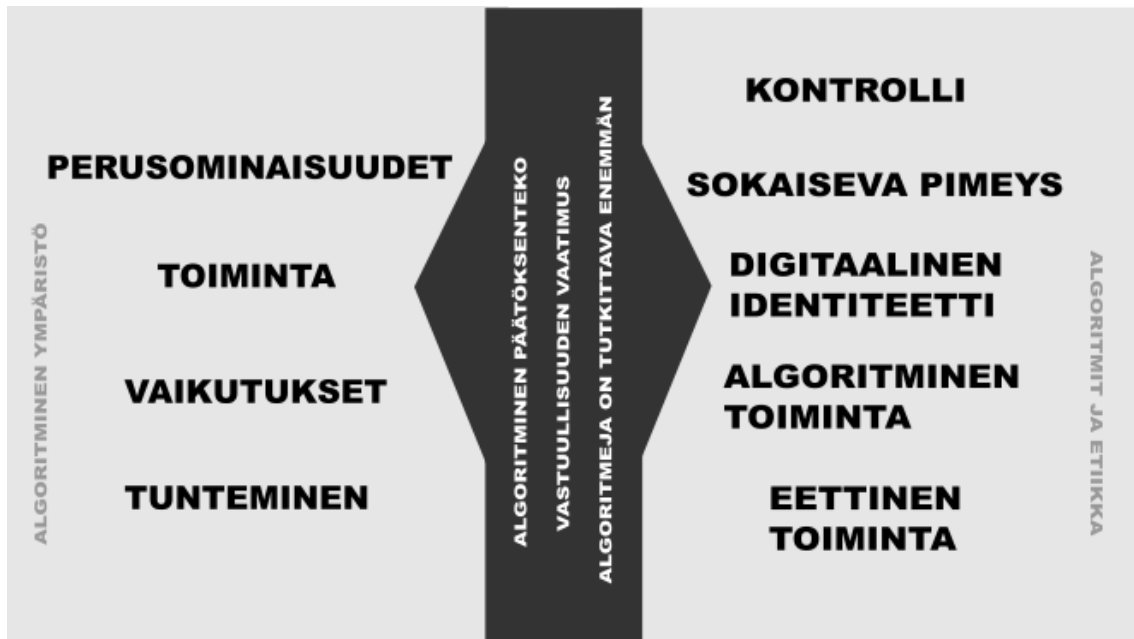 ALGORITMINEN YMPÄRISTÖ
PERUSOMINAISUUDET
TOIMINTA
VAIKUTUKSET
TUNTEMINEN
ALGORITMINEN PÄÄTÖKSENTEKO
VASTUULLISUUDEN VAATIMUS
ALGORITMEJA ON TUTKITTAVA ENEMMÄN
KONTROLLI
SOKAISEVA PIMEYS
DIGITAALINEN
IDENTITEETTI
ALGORITMINEN
TOIMINTA
EETTINEN
TOIMINTA
ALGORITMIT JA ETIIKKA